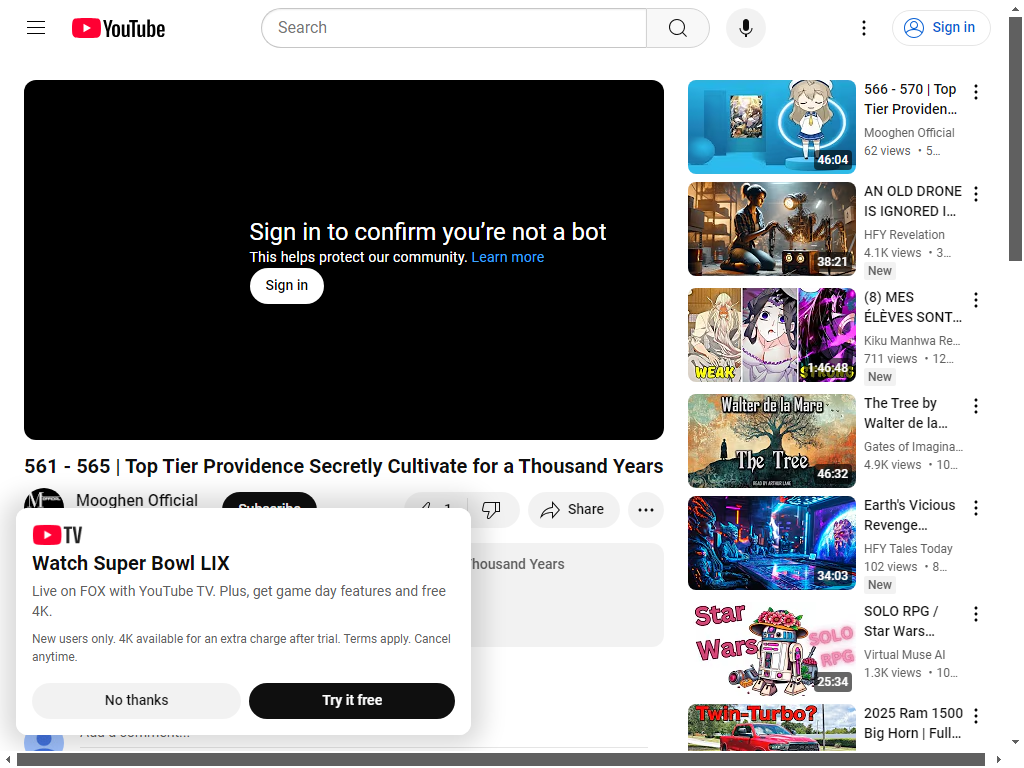 YouTube
Search
Sign in
Sign in to confirm you’re not a bot
This helps protect our community. Learn more
Sign in
561 - 565 | Top Tier Providence Secretly Cultivate for a Thousand Years
Mooghen Official
Subscribe
1
Share
Thousand Years
TV
Watch Super Bowl LIX
Live on FOX with YouTube TV. Plus, get game day features and free
4K.
New users only. 4K available for an extra charge after trial. Terms apply. Cancel
anytime.
No thanks
Try it free
Add a comment...
46:04
566 - 570 | Top
Tier Providen...
Mooghen Official
62 views • 5...
38:21
AN OLD DRONE
IS IGNORED I...
HFY Revelation
4.1K views • 3...
New
WEAK
STRONG
1:46:48
(8) MES
ÉLÈVES SONT...
Kiku Manhwa Re...
711 views • 12...
New
Walter de la Mare
The Tree
READ BY ARTHUR LANE
46:32
The Tree by
Walter de la...
Gates of Imagina...
4.9K views • 10...
34:03
Earth's Vicious
Revenge...
HFY Tales Today
102 views • 8...
New
Star
Wars
SOLO
RPG
25:34
SOLO RPG /
Star Wars...
Virtual Muse AI
1.3K views • 10...
Twin-Turbo?
2025 Ram 1500
Big Horn | Full...